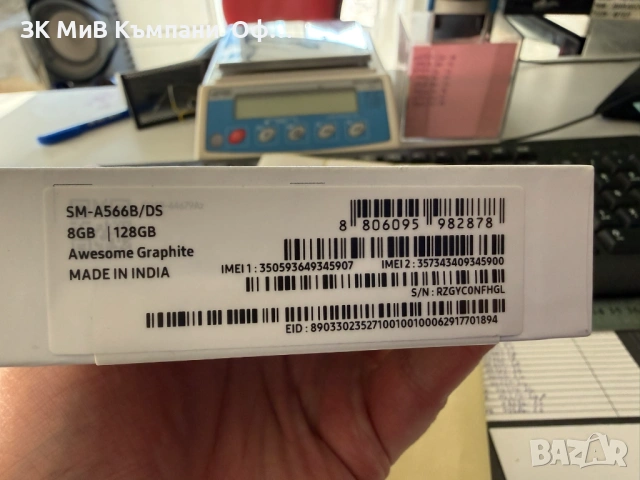 ЗК МиВ Къмпани Оф.1
SM-A566B/DS
8GB | 128GB
Awesome Graphite
MADE IN INDIA
8 806095 982878
IMEI 1 : 350593649345907 IMEI 2 : 357343409345900
S/N : RZGYC0NFHGL
EID : 89033023527100100100062917701894
BAZAR